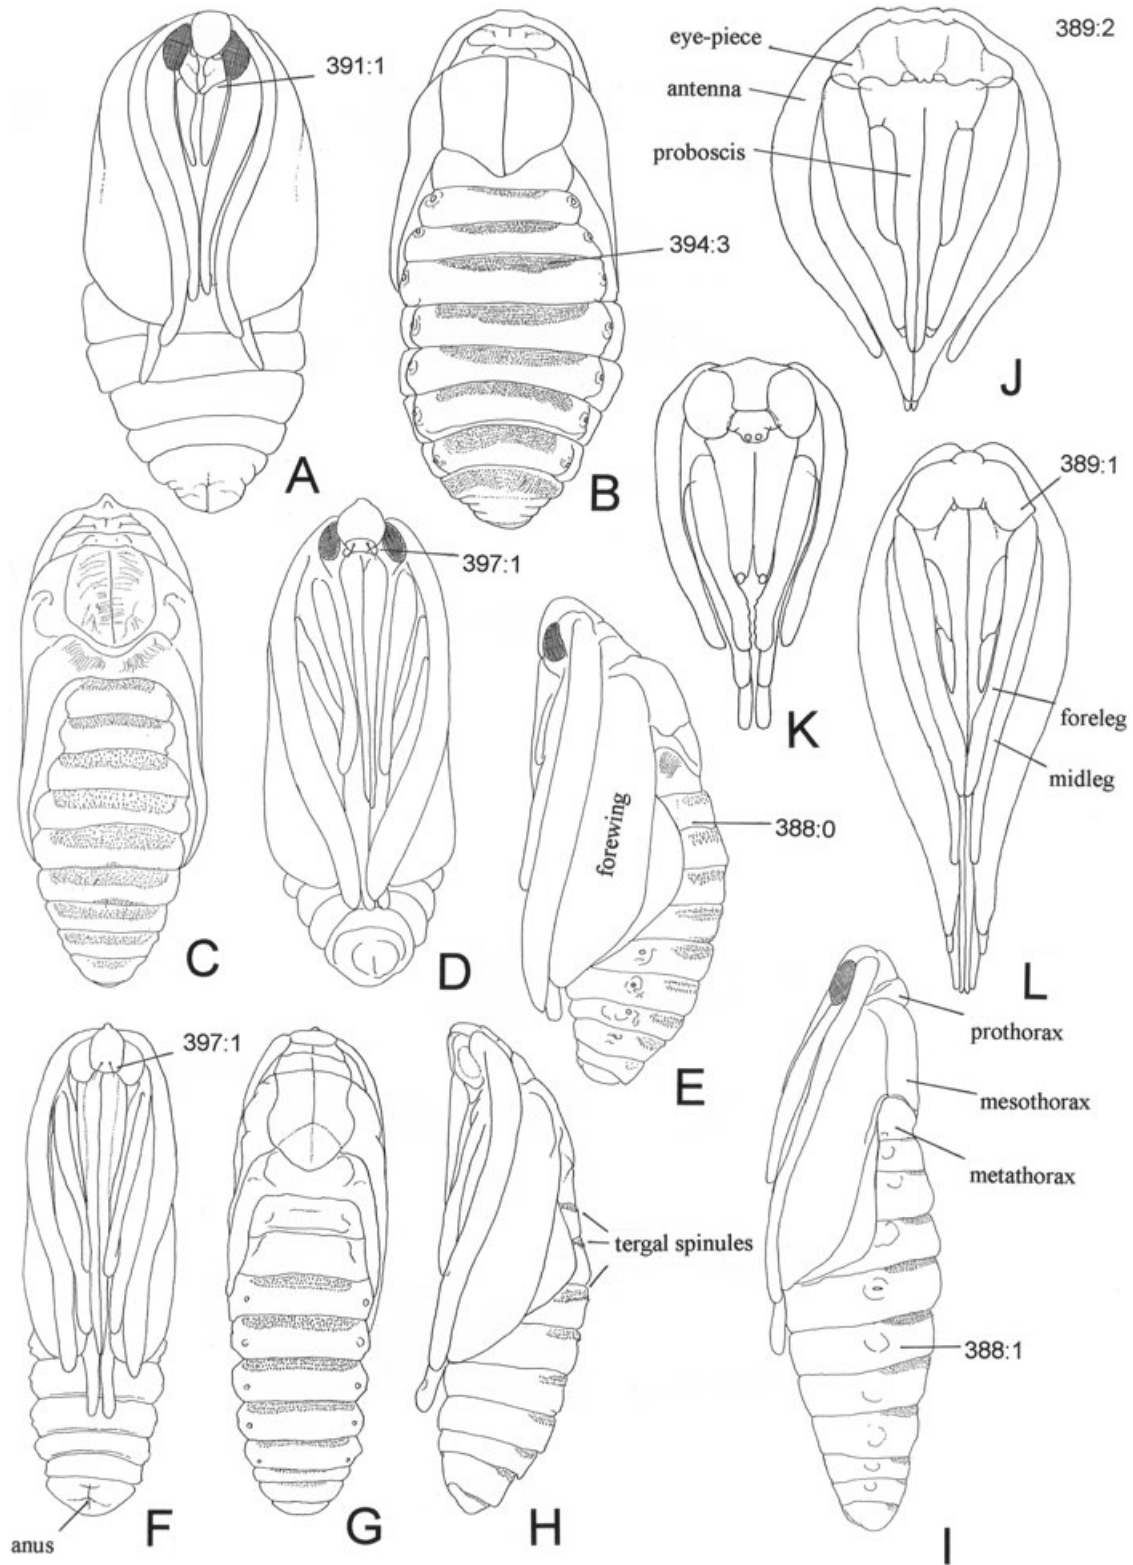 389:2
eye-piece
391:1
antenna
proboscis
394:3
J
A
B
389:1
397:1
K
foreleg
midleg
forewing
388:0
C
D
L
prothorax
397:1
E
mesothorax
metathorax
tergal spinules
388:1
F
G
H
I
anus